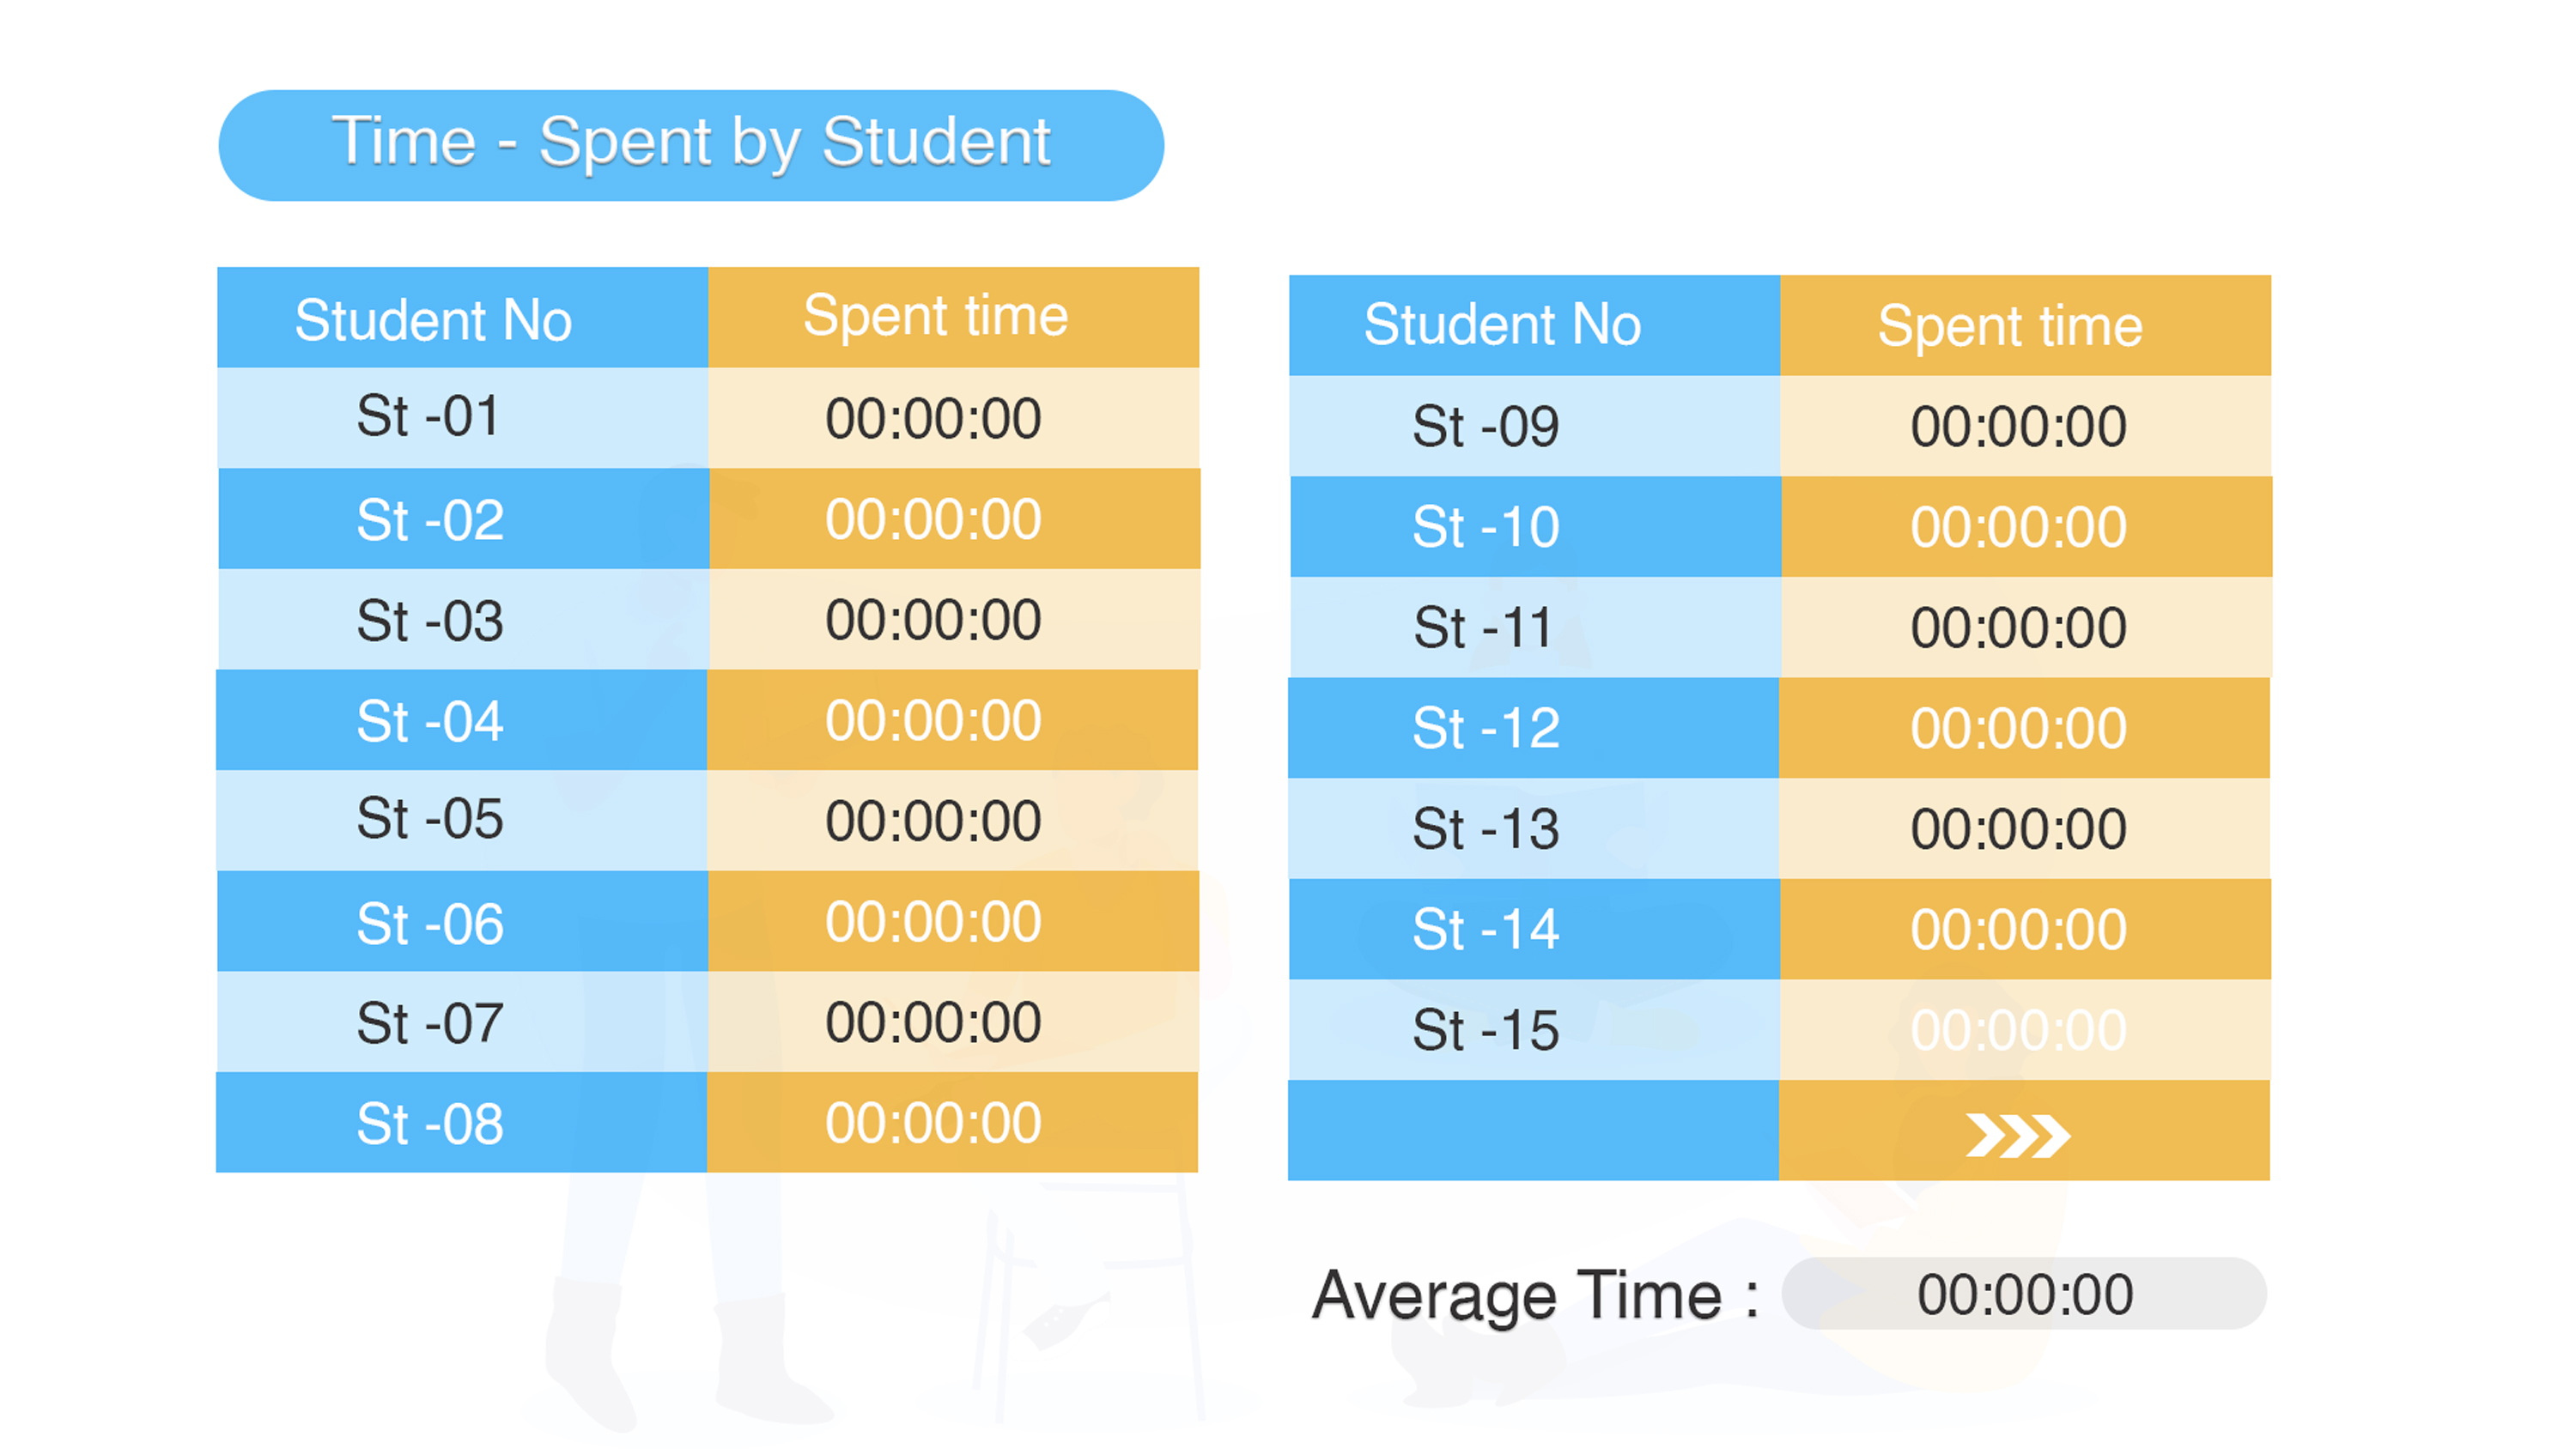 Time - Spent by Student
Student No Spent time
St -01 00:00:00
St -02 00:00:00
St -03 00:00:00
St -04 00:00:00
St -05 00:00:00
St -06 00:00:00
St -07 00:00:00
St -08 00:00:00
Student No Spent time
St -09 00:00:00
St -10 00:00:00
St -11 00:00:00
St -12 00:00:00
St -13 00:00:00
St -14 00:00:00
St -15 00:00:00
Average Time : 00:00:00